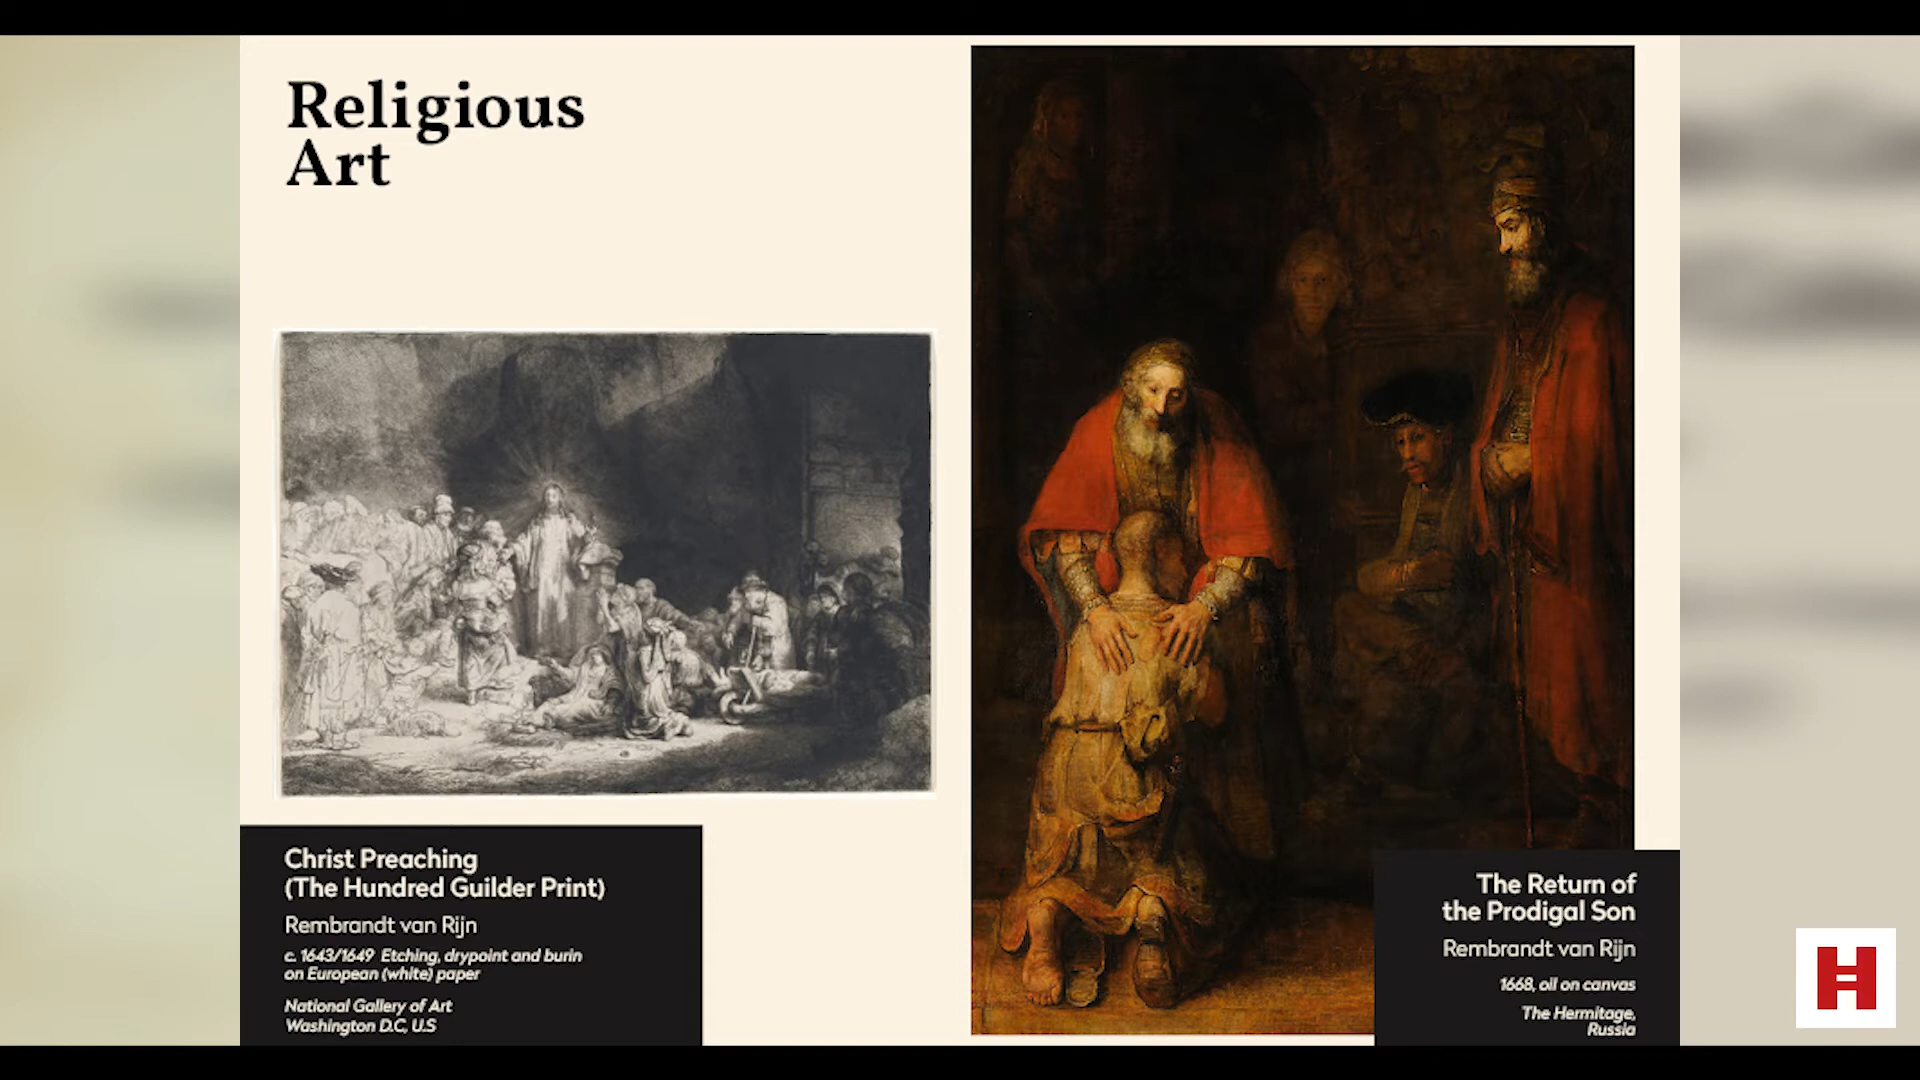 Religious
Art
Christ Preaching
(The Hundred Guilder Print)
Rembrandt van Rijn
c. 1643/1649 Etching, drypoint and burin
on European (white) paper
National Gallery of Art
Washington D.C, U.S
The Return of
the Prodigal Son
Rembrandt van Rijn
1668, oil on canvas
The Hermitage,
Russia
H